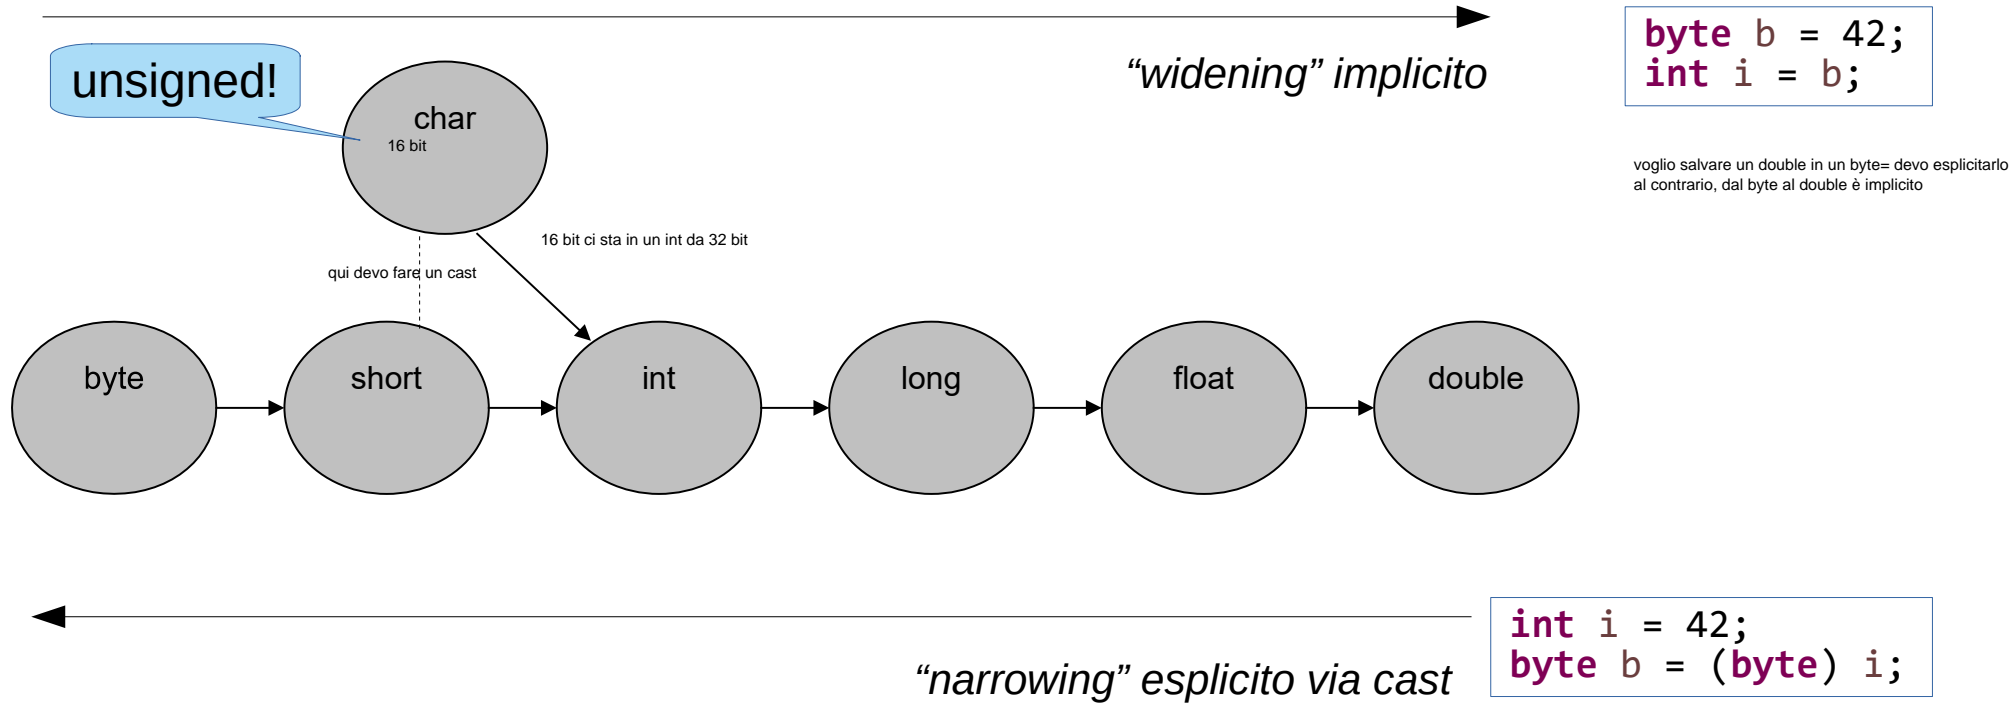 unsigned!
char
16 bit
“widening” implicito
byte b = 42;
int i = b;
voglio salvare un double in un byte= devo esplicitarlo
al contrario, dal byte al double è implicito
16 bit ci sta in un int da 32 bit
qui devo fare un cast
byte
short
int
long
float
double
“narrowing” esplicito via cast
int i = 42;
byte b = (byte) i;